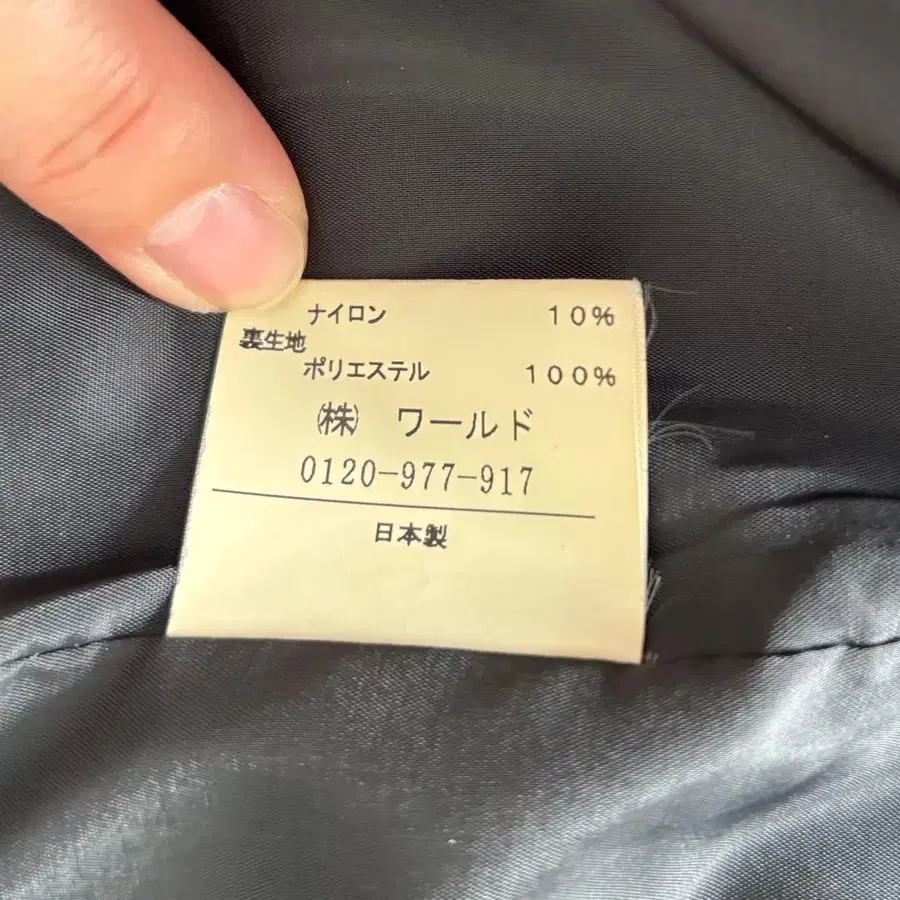 ナイロン 10%
裏生地
ポリエステル 100%
㈱ ワールド
0120-977-917
日本製